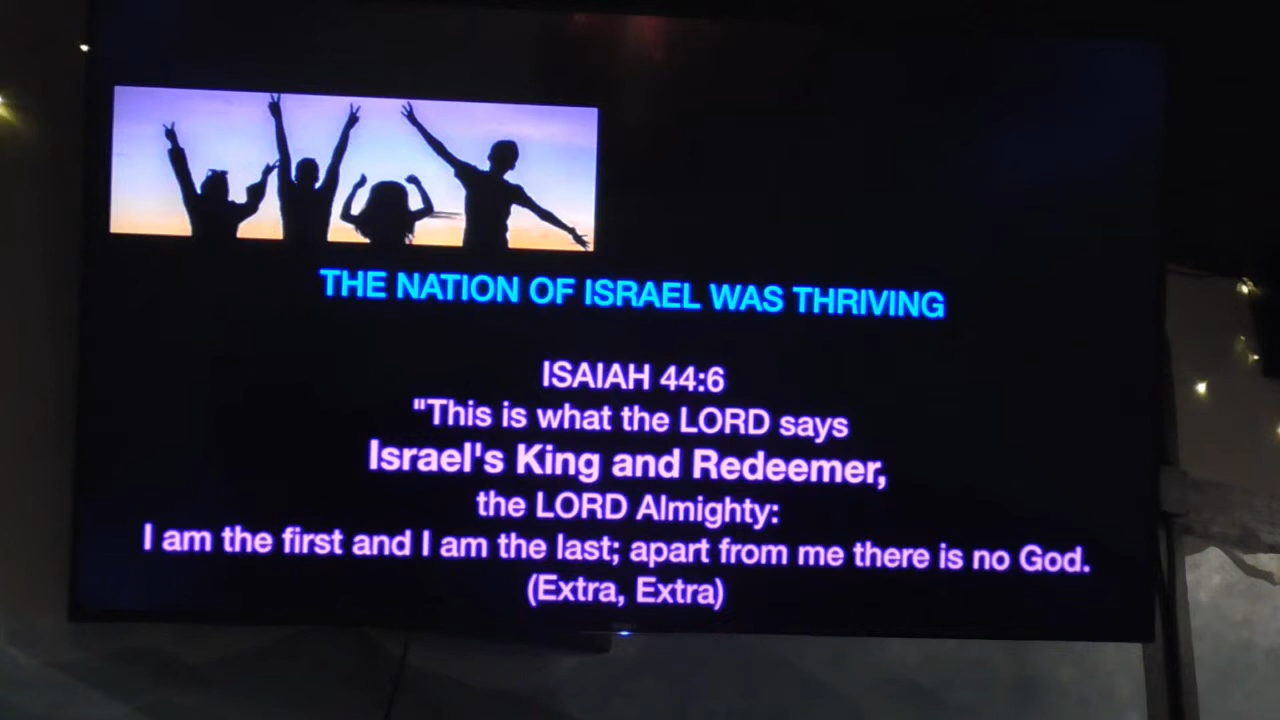 THE NATION OF ISRAEL WAS THRIVING
ISAIAH 44:6
"This is what the LORD says
Israel's King and Redeemer,
the LORD Almighty:
I am the first and I am the last; apart from me there is no God.
(Extra, Extra)